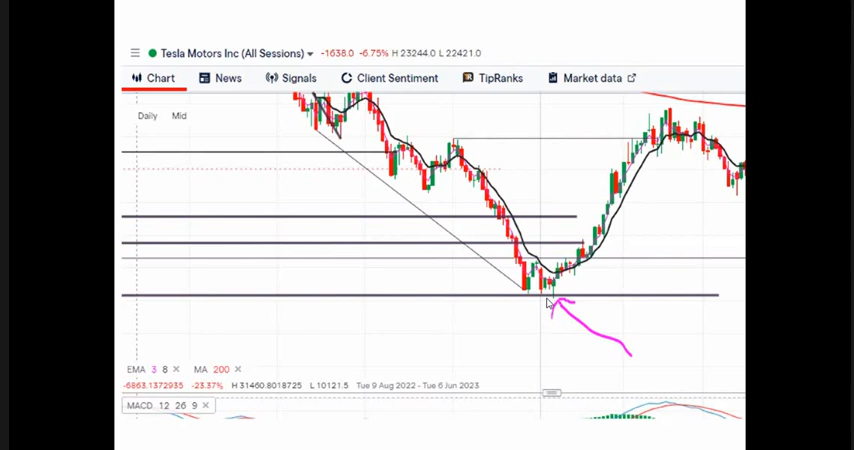 Tesla Motors Inc (All Sessions) -1638.0 -6.75% H 23244.0 L 22421.0
Chart News Signals Client Sentiment TipRanks Market data
Daily Mid
EMA 3 8 MA 200
-6863.1372935 -23.37% H 31460.8018725 L 10121.5 Tue 9 Aug 2022 - Tue 6 Jun 2023
MACD 12 26 9